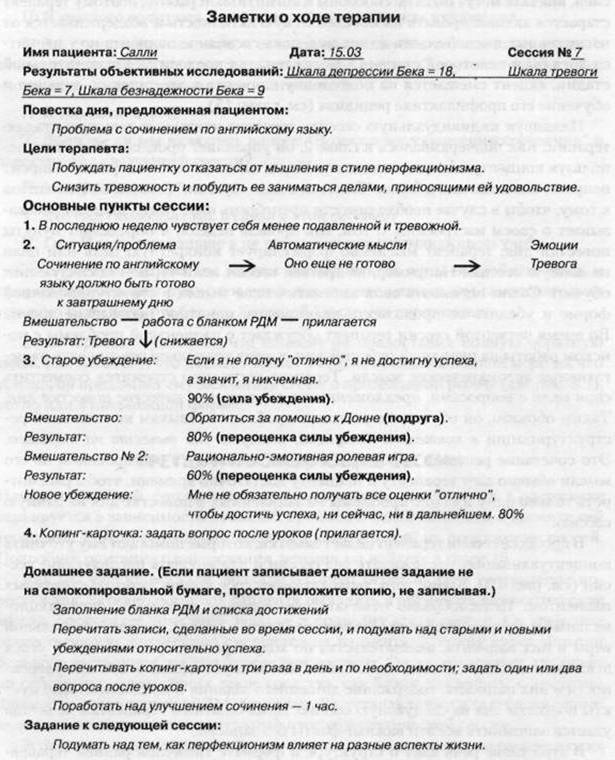 Заметки о ходе терапии
Имя пациента: Салли Дата: 15.03 Сессия № 7
Результаты объективных исследований: Шкала депрессии Бека = 18, Шкала тревоги
Бека = 7, Шкала безнадежности Бека = 9
Повестка дня, предложенная пациентом:
Проблема с сочинением по английскому языку.
Цели терапевта:
Побуждать пациентку отказаться от мышления в стиле перфекционизма.
Снизить тревожность и побудить ее заниматься делами, приносящими ей удовольствие.
Основные пункты сессии:
1. В последнюю неделю чувствует себя менее подавленной и тревожной.
2. Ситуация/проблема Автоматические мысли Эмоции
Сочинение по английскому → Оно еще не готово → Тревога
языку должно быть готово
к завтрашнему дню
Вмешательство — работа с бланком РДМ — прилагается
Результат: Тревога ↓ (снижается)
3. Старое убеждение: Если я не получу "отлично", я не достигну успеха,
а значит, я никчемная.
90% (сила убеждения).
Вмешательство: Обратиться за помощью к Донне (подруга).
Результат: 80% (переоценка силы убеждения).
Вмешательство № 2: Рационально-эмотивная ролевая игра.
Результат: 60% (переоценка силы убеждения).
Новое убеждение: Мне не обязательно получать все оценки "отлично",
чтобы достичь успеха, ни сейчас, ни в дальнейшем. 80%
4. Копинг-карточка: задать вопрос после уроков (прилагается).
Домашнее задание. (Если пациент записывает домашнее задание не
на самокопировальной бумаге, просто приложите копию, не записывая.)
Заполнение бланка РДМ и списка достижений
Перечитать записи, сделанные во время сессии, и подумать над старыми и новыми
убеждениями относительно успеха.
Перечитывать копинг-карточки три раза в день и по необходимости; задать один или два
вопроса после уроков.
Поработать над улучшением сочинения — 1 час.
Задание к следующей сессии:
Подумать над тем, как перфекционизм влияет на разные аспекты жизни.